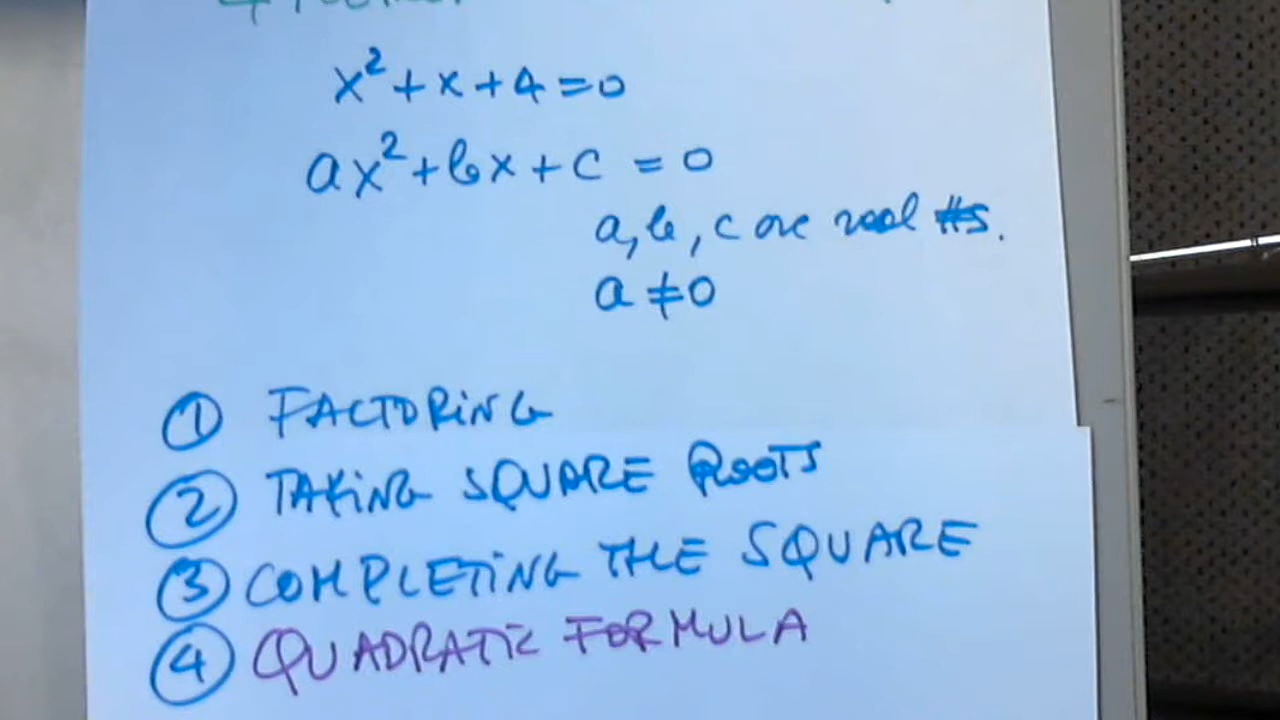 x² + x + 4 = 0
ax² + bx + c = 0
a, b, c are real #s.
a ≠ 0
① FACTORING
② TAKING SQUARE ROOTS
③ COMPLETING THE SQUARE
④ QUADRATIC FORMULA